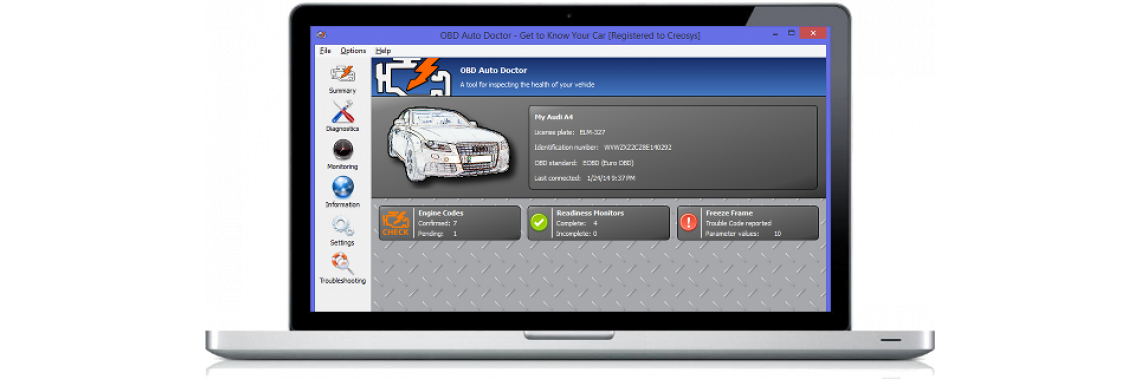 OBD Auto Doctor - Get to Know Your Car [Registered to Creosys]
File Options Help
OBD Auto Doctor
A tool for inspecting the health of your vehicle
Summary
Diagnostics
Monitoring
Information
Settings
Troubleshooting
My Audi A4
License plate: ELM-327
Identification number: WVWZXZ2CZ8E140292
OBD standard: EOBD (Euro OBD)
Last connected: 1/24/14 9:37 PM
CHECK
Engine Codes
Confirmed: 7
Pending: 1
Readiness Monitors
Complete: 4
Incomplete: 0
Freeze Frame
Trouble Code reported
Parameter values: 10